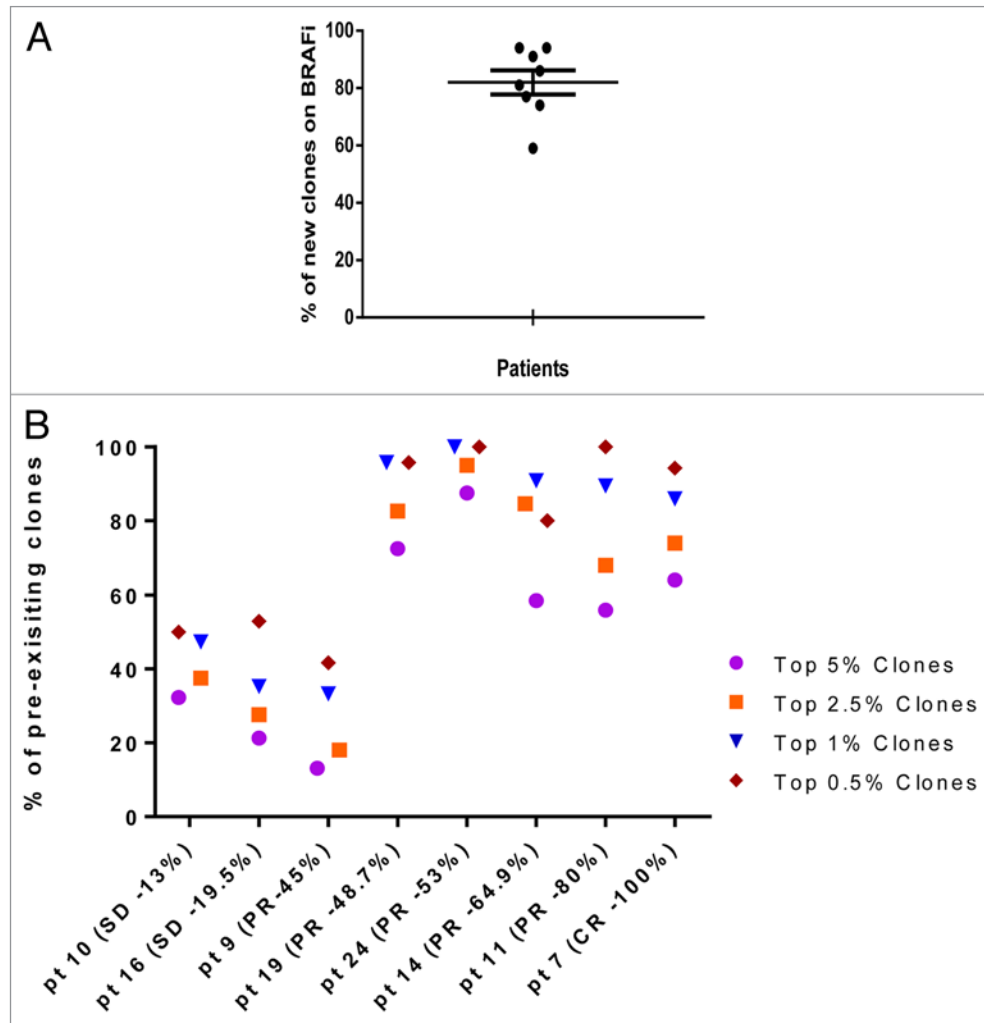 A
% of new clones on BRAFi
100
80
60
40
20
0
Patients
B
% of pre-exisiting clones
100
80
60
40
20
0
pt 10 (SD -13%)
pt 16 (SD -19.5%)
pt 9 (PR -45%)
pt 19 (PR -48.7%)
pt 24 (PR -53%)
pt 14 (PR -64.9%)
pt 11 (PR -80%)
pt 7 (CR -100%)
Top 5% Clones
Top 2.5% Clones
Top 1% Clones
Top 0.5% Clones